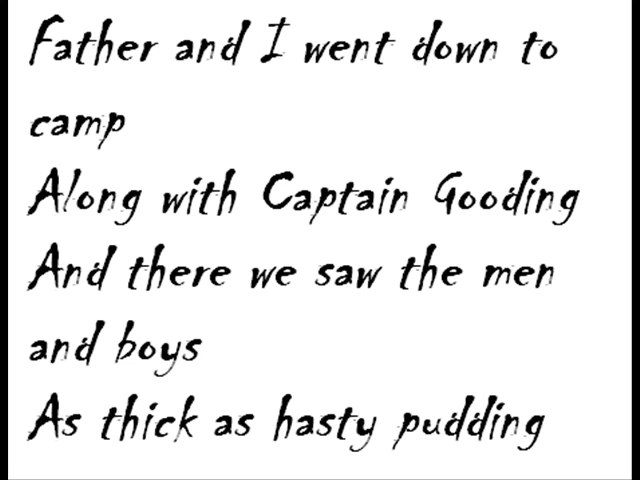 Father and I went down to
camp
Along with Captain Gooding
And there we saw the men
and boys
As thick as hasty pudding